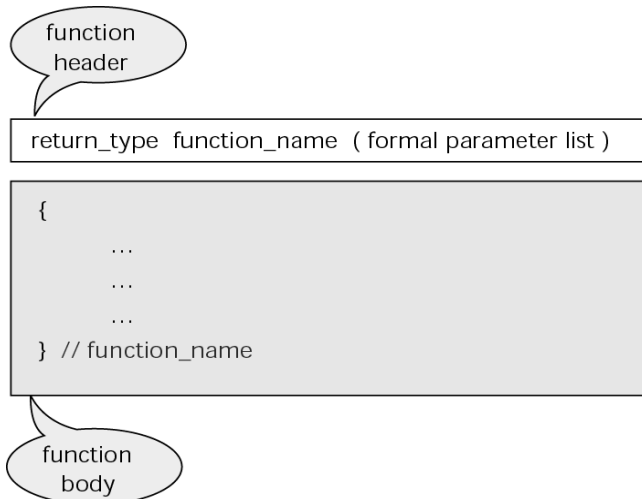 function
header
return_type function_name ( formal parameter list )
{
...
...
...
} // function_name
function
body